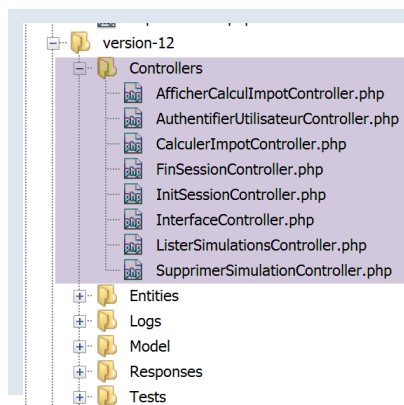 version-12
Controllers
AfficherCalculImpotController.php
AuthentifierUtilisateurController.php
CalculerImpotController.php
FinSessionController.php
InitSessionController.php
InterfaceController.php
ListerSimulationsController.php
SupprimerSimulationController.php
Entities
Logs
Model
Responses
Tests